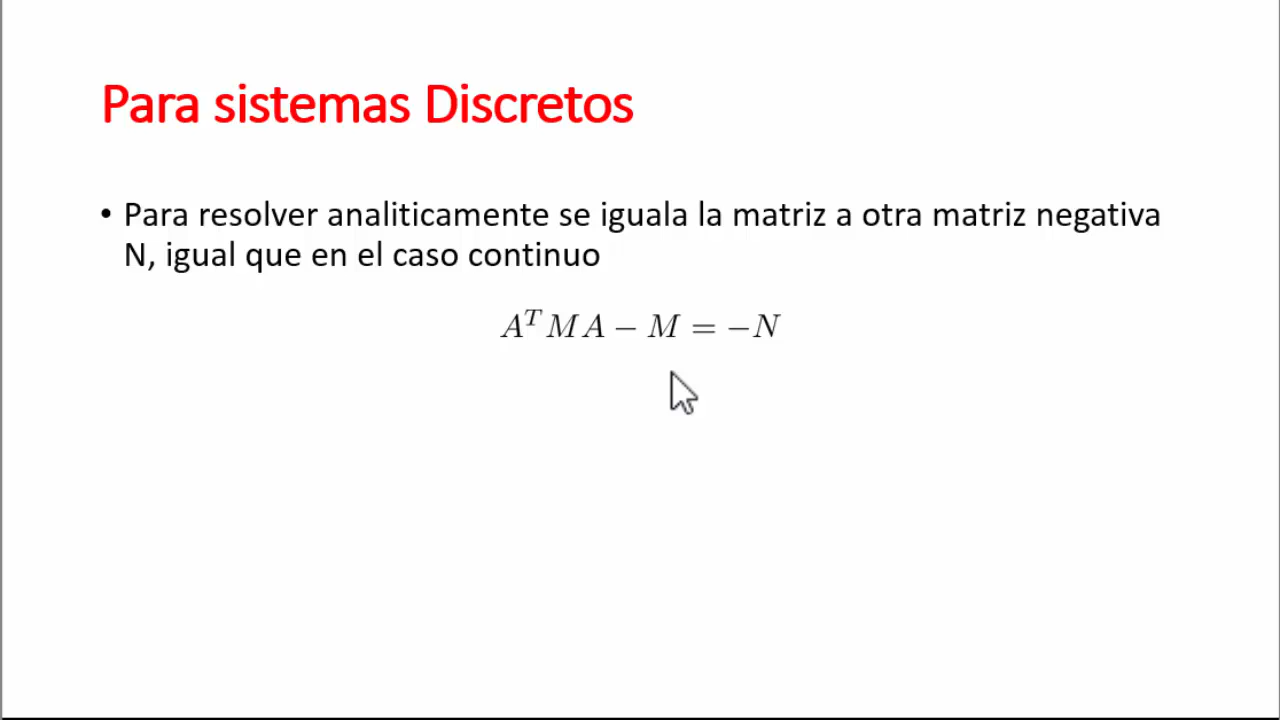 Para sistemas Discretos
• Para resolver analiticamente se iguala la matriz a otra matriz negativa
N, igual que en el caso continuo
$A^T M A - M = -N$